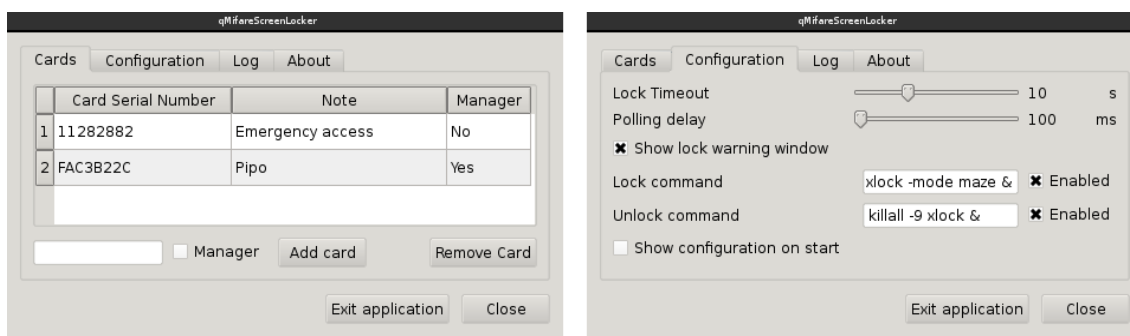 qMifareScreenLocker
Cards Configuration Log About
Card Serial Number Note Manager
1 11282882 Emergency access No
2 FAC3B22C Pipo Yes
Manager Add card Remove Card
Exit application Close
qMifareScreenLocker
Cards Configuration Log About
Lock Timeout 10 s
Polling delay 100 ms
Show lock warning window
Lock command xlock -mode maze & Enabled
Unlock command killall -9 xlock & Enabled
Show configuration on start
Exit application Close